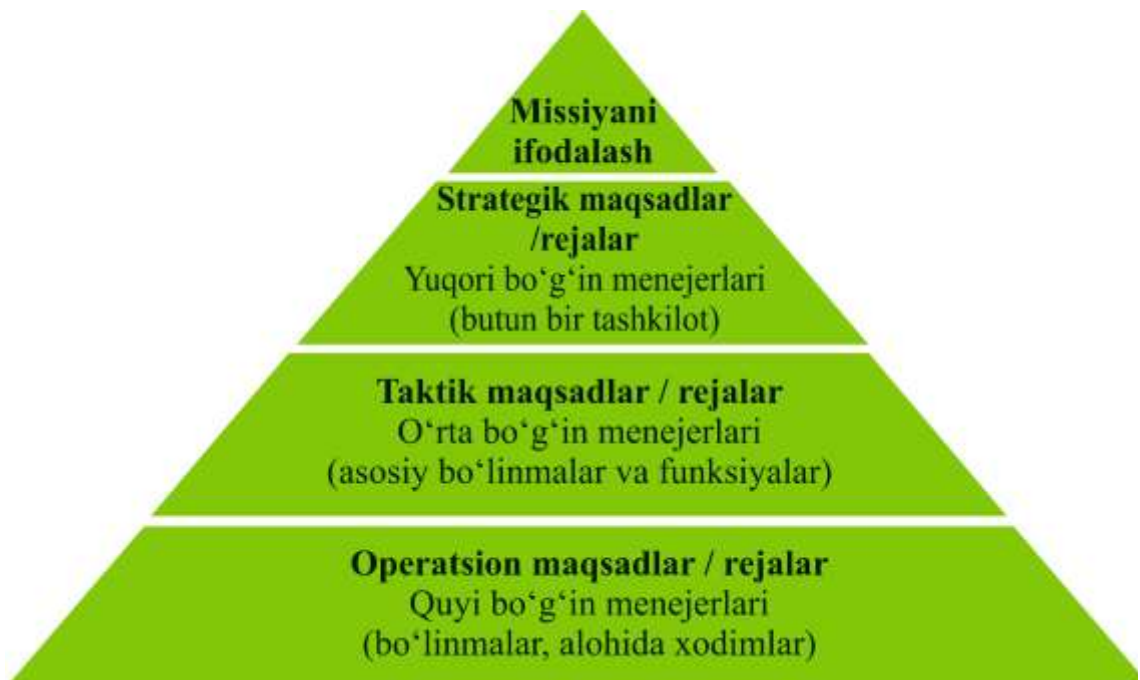 Missiyani
ifodalash
Strategik maqsadlar
/rejalar
Yuqori bo‘g‘in menejerlari
(butun bir tashkilot)
Taktik maqsadlar / rejalar
O‘rta bo‘g‘in menejerlari
(asosiy bo‘linmalar va funksiyalar)
Operatsion maqsadlar / rejalar
Quyi bo‘g‘in menejerlari
(bo‘linmalar, alohida xodimlar)